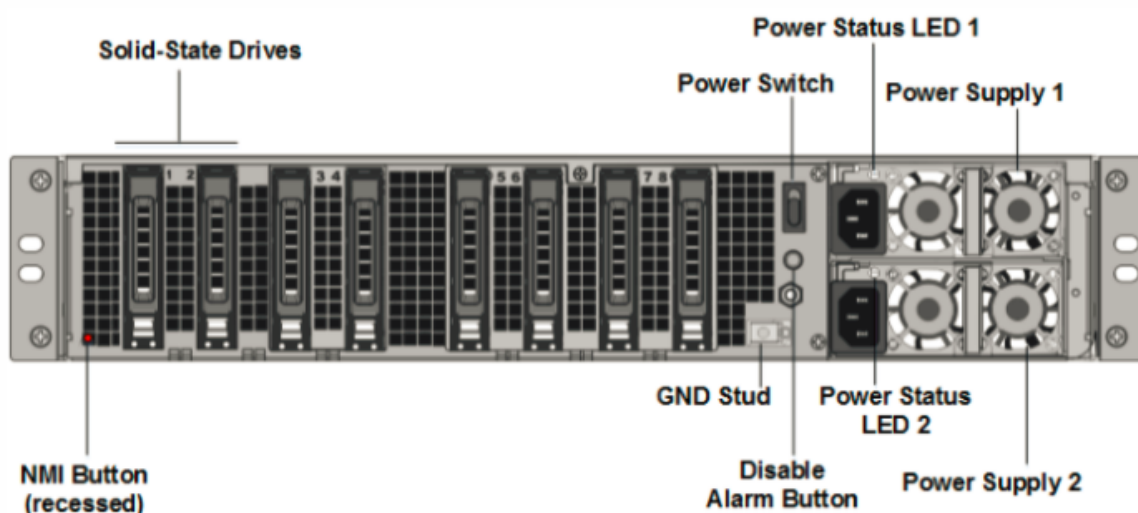 Power Status LED 1
Solid-State Drives
Power Switch
Power Supply 1
1 2 3 4 5 6 7 8
GND Stud
Power Status
LED 2
NMI Button
(recessed)
Disable
Alarm Button
Power Supply 2